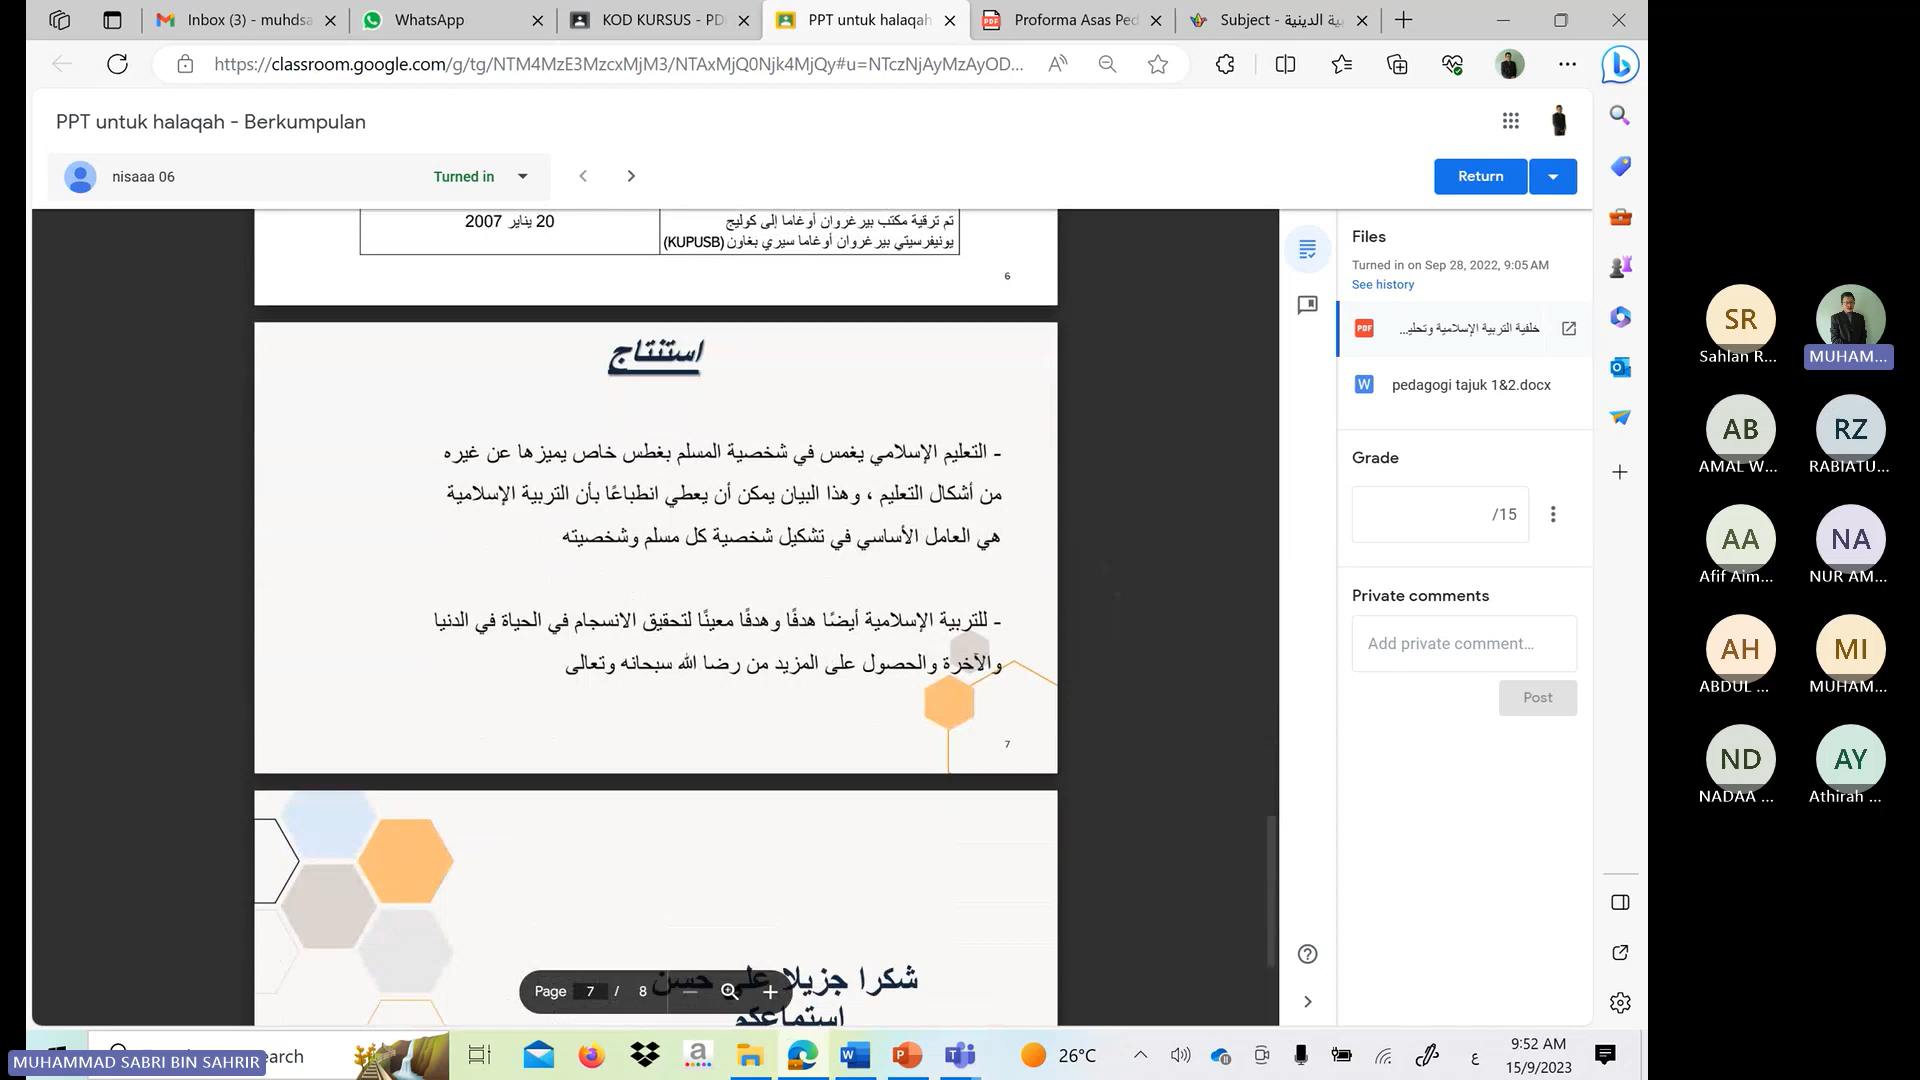 Inbox (3) - muhdsa
WhatsApp
KOD KURSUS - PD
PPT untuk halaqah
Proforma Asas Ped
Subject - ية الدينية
https://classroom.google.com/g/tg/NTM4MzE3MzcxMjM3/NTAxMjQ0Njk4MjQy#u=NTczNjAyMzAyOD...
PPT untuk halaqah - Berkumpulan
nisaaa 06
Turned in
Return
تم ترقية مكتب بيرغروان أوغاما إلى كوليج
يونيفرسيتي بيرغروان أوغاما سيري بغاون (KUPUSB)
20 يناير 2007
6
استنتاج
- التعليم الإسلامي يغمس في شخصية المسلم بغطس خاص يميزها عن غيره
من أشكال التعليم ، وهذا البيان يمكن أن يعطي انطباعًا بأن التربية الإسلامية
هي العامل الأساسي في تشكيل شخصية كل مسلم وشخصيته
- للتربية الإسلامية أيضًا هدفًا وهدفًا معينًا لتحقيق الانسجام في الحياة في الدنيا
والآخرة والحصول على المزيد من رضا الله سبحانه وتعالى
7
شكرا جزيلا على حسن
استماعكم
Page 7 / 8
Files
Turned in on Sep 28, 2022, 9:05 AM
See history
PDF
خلفية التربية الإسلامية وتحليـ...
W
pedagogi tajuk 1&2.docx
Grade
/15
Private comments
Add private comment...
Post
SR
Sahlan R...
MUHAM...
AB
AMAL W...
RZ
RABIATU...
AA
Afif Aim...
NA
NUR AM...
AH
ABDUL ...
MI
MUHAM...
ND
NADAA ...
AY
Athirah ...
earch
26°C
ع
9:52 AM
15/9/2023
MUHAMMAD SABRI BIN SAHRIR